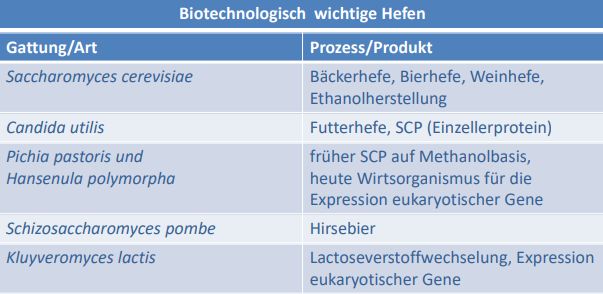 Biotechnologisch wichtige Hefen
Gattung/Art Prozess/Produkt
Saccharomyces cerevisiae Bäckerhefe, Bierhefe, Weinhefe,
Ethanolherstellung
Candida utilis Futterhefe, SCP (Einzellerprotein)
Pichia pastoris und früher SCP auf Methanolbasis,
Hansenula polymorpha heute Wirtsorganismus für die
Expression eukaryotischer Gene
Schizosaccharomyces pombe Hirsebier
Kluyveromyces lactis Lactoseverstoffwechselung, Expression
eukaryotischer Gene